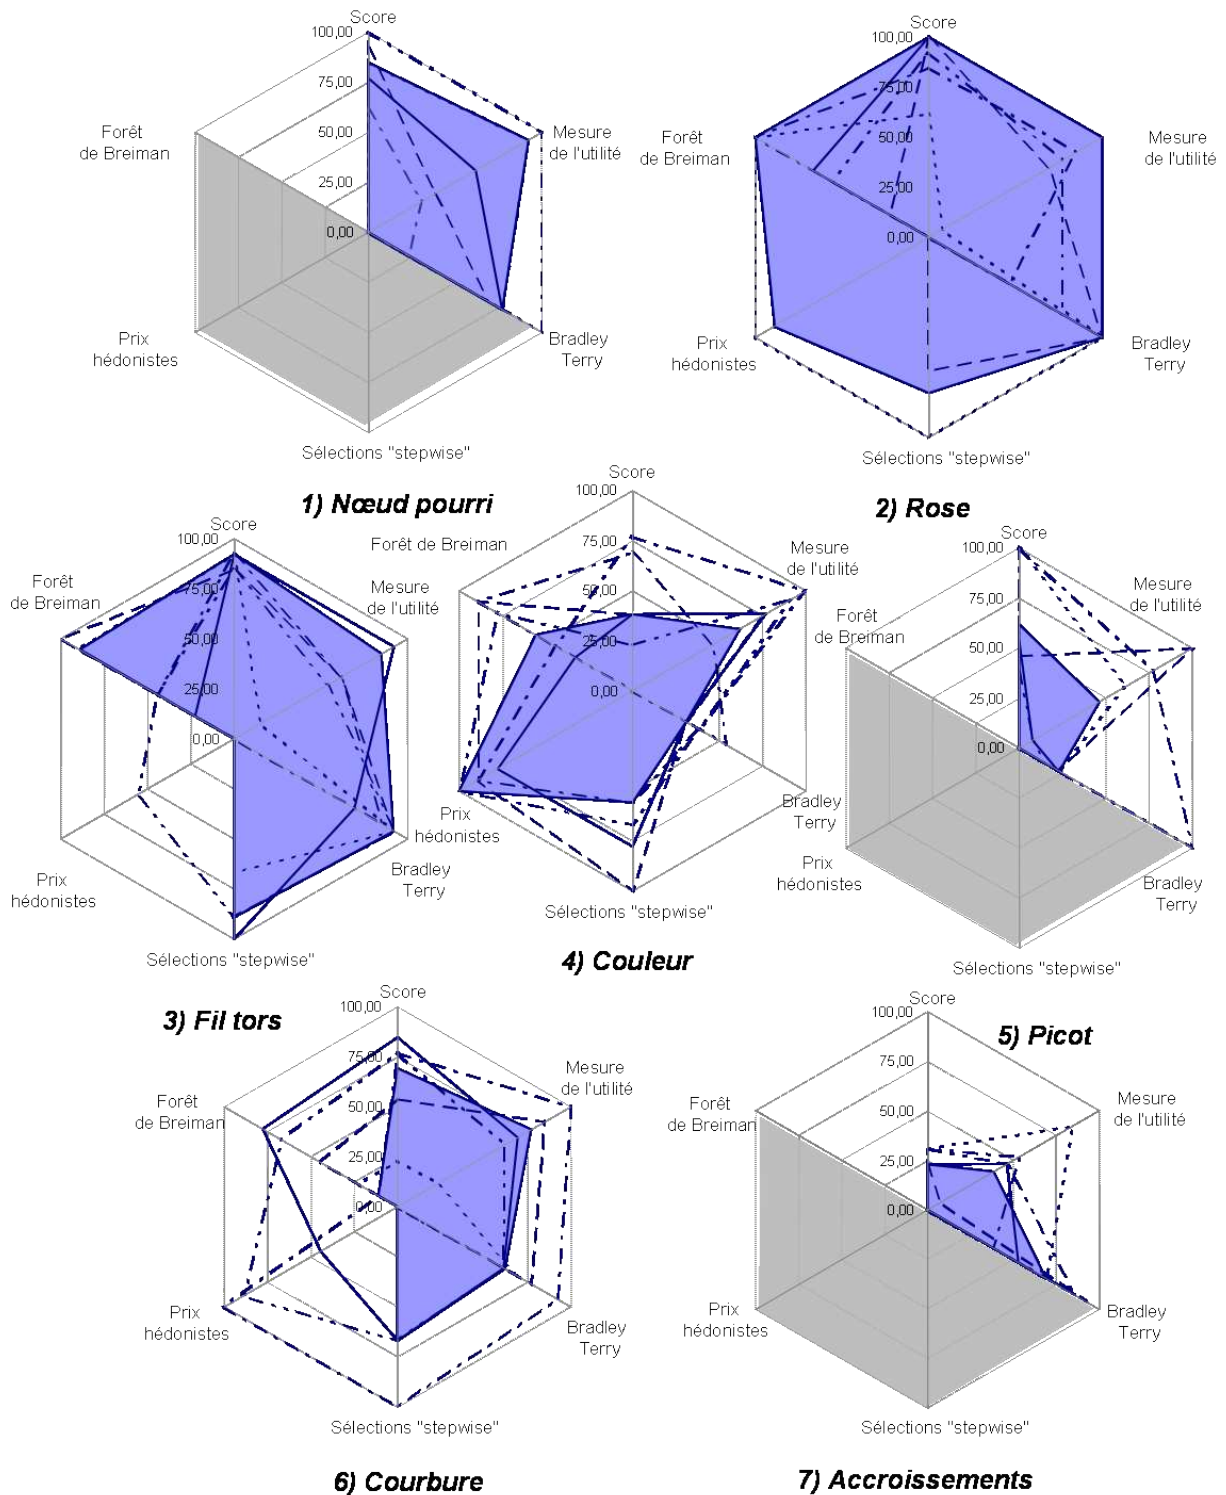 Score
100,00
75,00
50,00
25,00
0,00
Forêt
de Breiman
Mesure
de l'utilité
Prix
hédonistes
Bradley
Terry
Sélections "stepwise"
1) Nœud pourri
Score
100,00
75,00
50,00
25,00
0,00
Forêt
de Breiman
Mesure
de l'utilité
Prix
hédonistes
Bradley
Terry
Sélections "stepwise"
2) Rose
Score
100,00
75,00
50,00
25,00
0,00
Forêt
de Breiman
Mesure
de l'utilité
Prix
hédonistes
Bradley
Terry
Sélections "stepwise"
3) Fil tors
Score
100,00
75,00
50,00
25,00
0,00
Forêt de Breiman
Mesure
de l'utilité
Prix
hédonistes
Bradley
Terry
Sélections "stepwise"
4) Couleur
Score
100,00
75,00
50,00
25,00
0,00
Forêt
de Breiman
Mesure
de l'utilité
Prix
hédonistes
Bradley
Terry
Sélections "stepwise"
5) Picot
Score
100,00
75,00
50,00
25,00
0,00
Forêt
de Breiman
Mesure
de l'utilité
Prix
hédonistes
Bradley
Terry
Sélections "stepwise"
6) Courbure
Score
100,00
75,00
50,00
25,00
0,00
Forêt
de Breiman
Mesure
de l'utilité
Prix
hédonistes
Bradley
Terry
Sélections "stepwise"
7) Accroissements